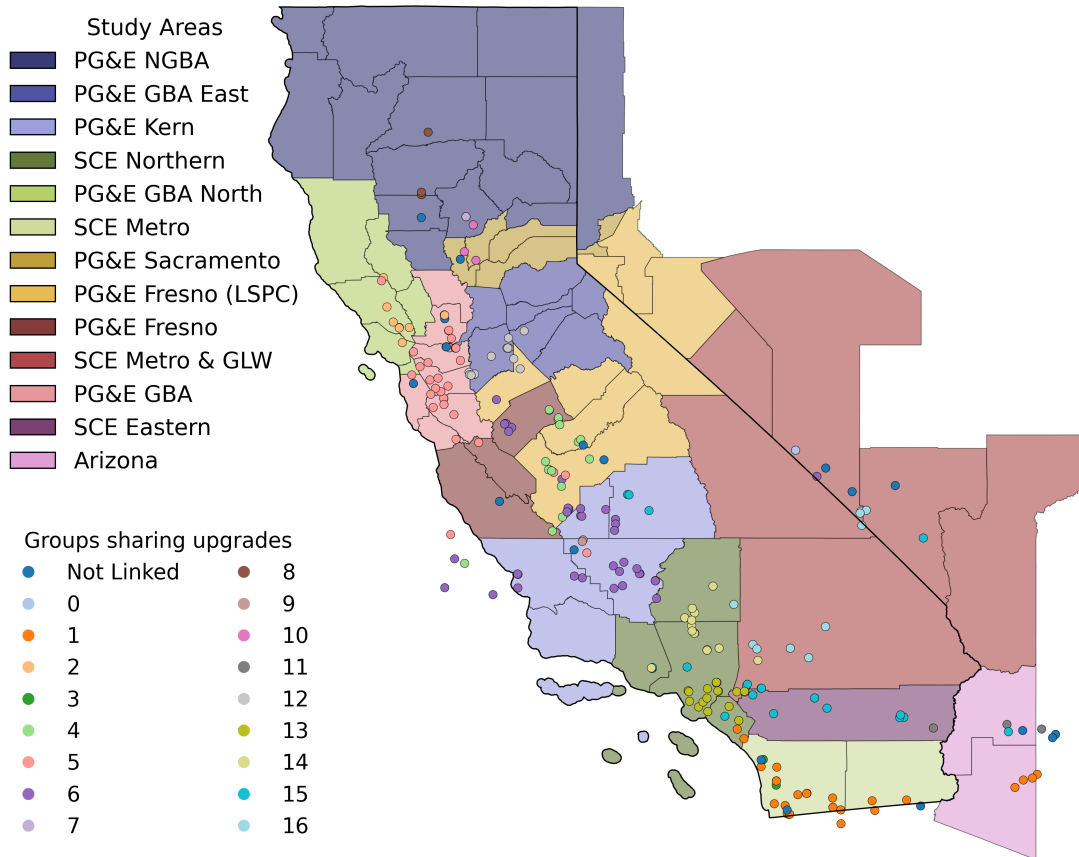 Study Areas
PG&E NGBA
PG&E GBA East
PG&E Kern
SCE Northern
PG&E GBA North
SCE Metro
PG&E Sacramento
PG&E Fresno (LSPC)
PG&E Fresno
SCE Metro & GLW
PG&E GBA
SCE Eastern
Arizona
Groups sharing upgrades
Not Linked
0
1
2
3
4
5
6
7
8
9
10
11
12
13
14
15
16